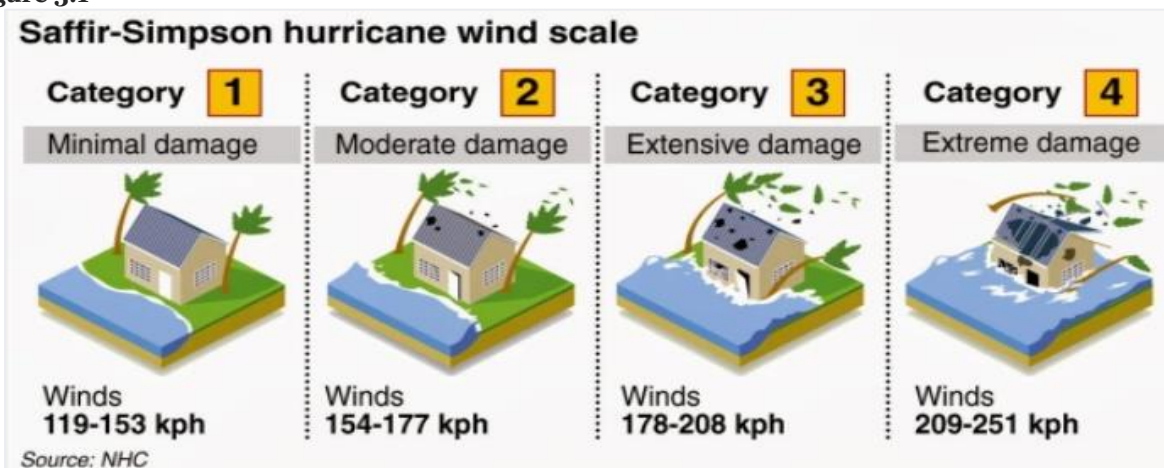 Saffir-Simpson hurricane wind scale
Category 1
Minimal damage
Winds
119-153 kph
Category 2
Moderate damage
Winds
154-177 kph
Category 3
Extensive damage
Winds
178-208 kph
Category 4
Extreme damage
Winds
209-251 kph
Source: NHC